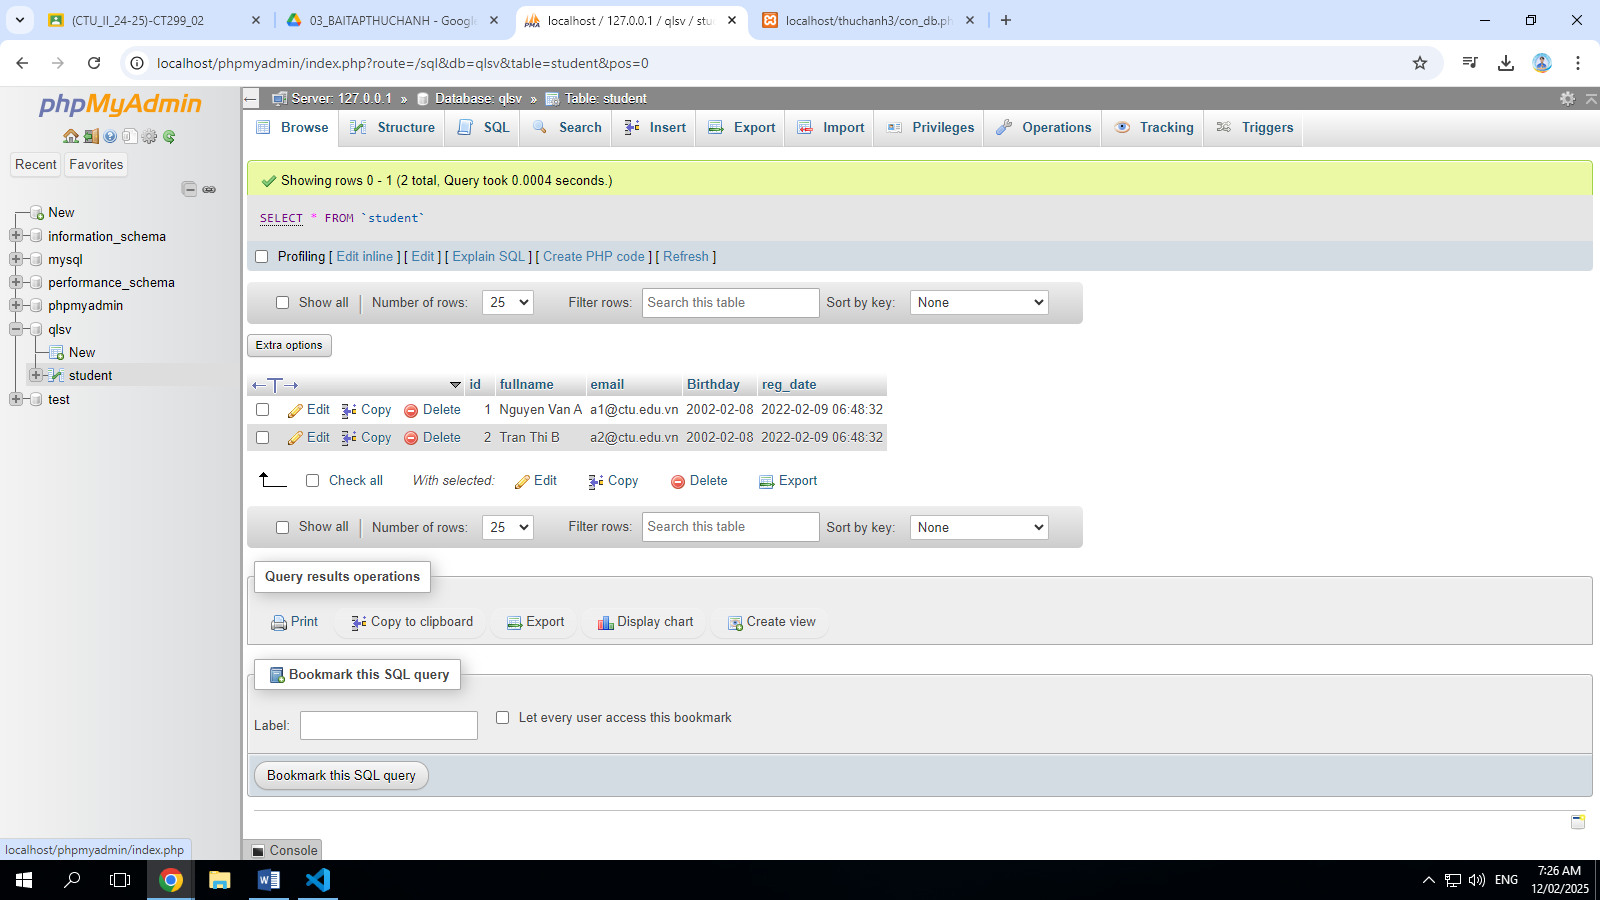 (CTU_II_24-25)-CT299_02
03_BAITAPTHUCHANH - Google
localhost / 127.0.0.1 / qlsv / stu
localhost/thuchanh3/con_db.ph
localhost/phpmyadmin/index.php?route=/sql&db=qlsv&table=student&pos=0
phpMyAdmin
Recent
Favorites
New
information_schema
mysql
performance_schema
phpmyadmin
qlsv
New
student
test
localhost/phpmyadmin/index.php
Server: 127.0.0.1 » Database: qlsv » Table: student
Browse Structure SQL Search Insert Export Import Privileges Operations Tracking Triggers
Showing rows 0 - 1 (2 total, Query took 0.0004 seconds.)
SELECT * FROM `student`
Profiling [ Edit inline ] [ Edit ] [ Explain SQL ] [ Create PHP code ] [ Refresh ]
Show all Number of rows: 25 Filter rows: Search this table Sort by key: None
Extra options
id fullname email Birthday reg_date
Edit Copy Delete 1 Nguyen Van A a1@ctu.edu.vn 2002-02-08 2022-02-09 06:48:32
Edit Copy Delete 2 Tran Thi B a2@ctu.edu.vn 2002-02-08 2022-02-09 06:48:32
Check all With selected: Edit Copy Delete Export
Show all Number of rows: 25 Filter rows: Search this table Sort by key: None
Query results operations
Print Copy to clipboard Export Display chart Create view
Bookmark this SQL query
Label: Let every user access this bookmark
Bookmark this SQL query
Console
ENG
7:26 AM
12/02/2025